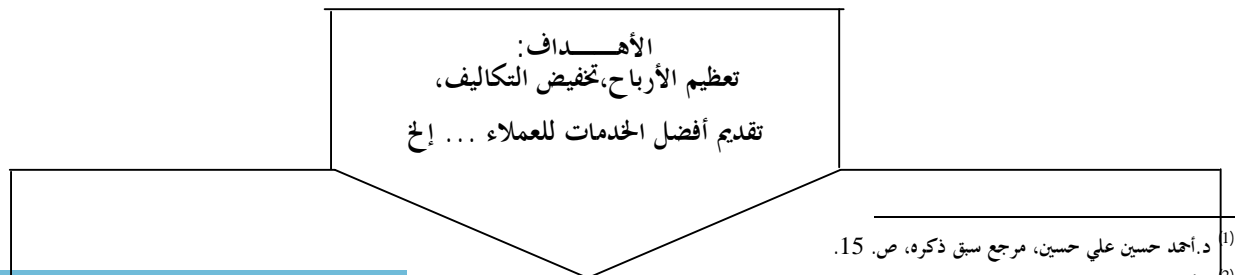 الأهـــــداف:
تعظيم الأرباح،تخفيض التكاليف،
تقديم أفضل الخدمات للعملاء ... إلخ
(1) د.أحمد حسين علي حسين، مرجع سبق ذكره، ص. 15.